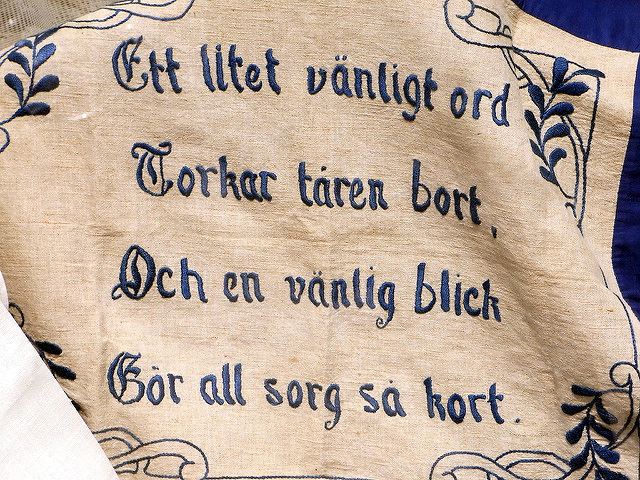 Ett litet vänligt ord
Torkar tåren bort,
Och en vänlig blick
Gör all sorg så kort.